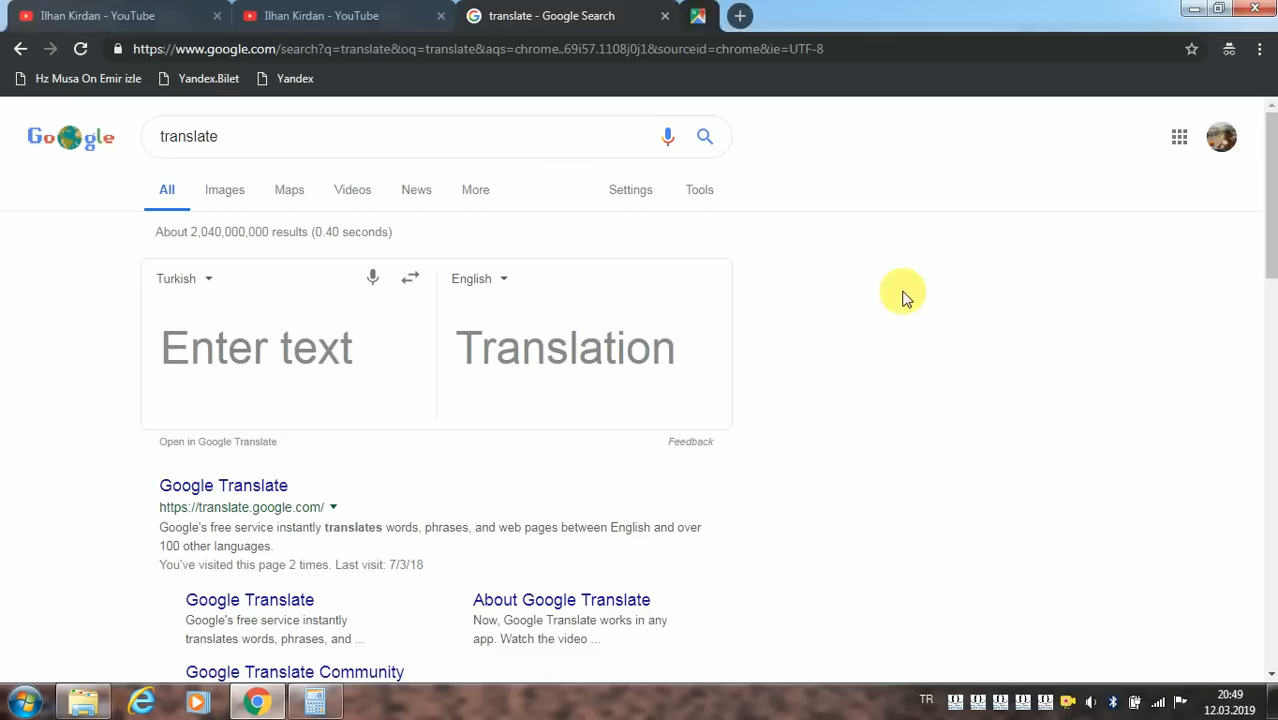 Ilhan Kirdan - YouTube
Ilhan Kirdan - YouTube
translate - Google Search
https://www.google.com/search?q=translate&oq=translate&aqs=chrome..69i57.1108j0j1&sourceid=chrome&ie=UTF-8
Hz Musa On Emir izle
Yandex.Bilet
Yandex
Google
translate
All
Images
Maps
Videos
News
More
Settings
Tools
About 2,040,000,000 results (0.40 seconds)
Turkish
English
Enter text
Translation
Open in Google Translate
Feedback
Google Translate
https://translate.google.com/
Google's free service instantly translates words, phrases, and web pages between English and over
100 other languages.
You've visited this page 2 times. Last visit: 7/3/18
Google Translate
Google's free service instantly
translates words, phrases, and ...
About Google Translate
Now, Google Translate works in any
app. Watch the video ...
Google Translate Community
TR
20:49
12.03.2019